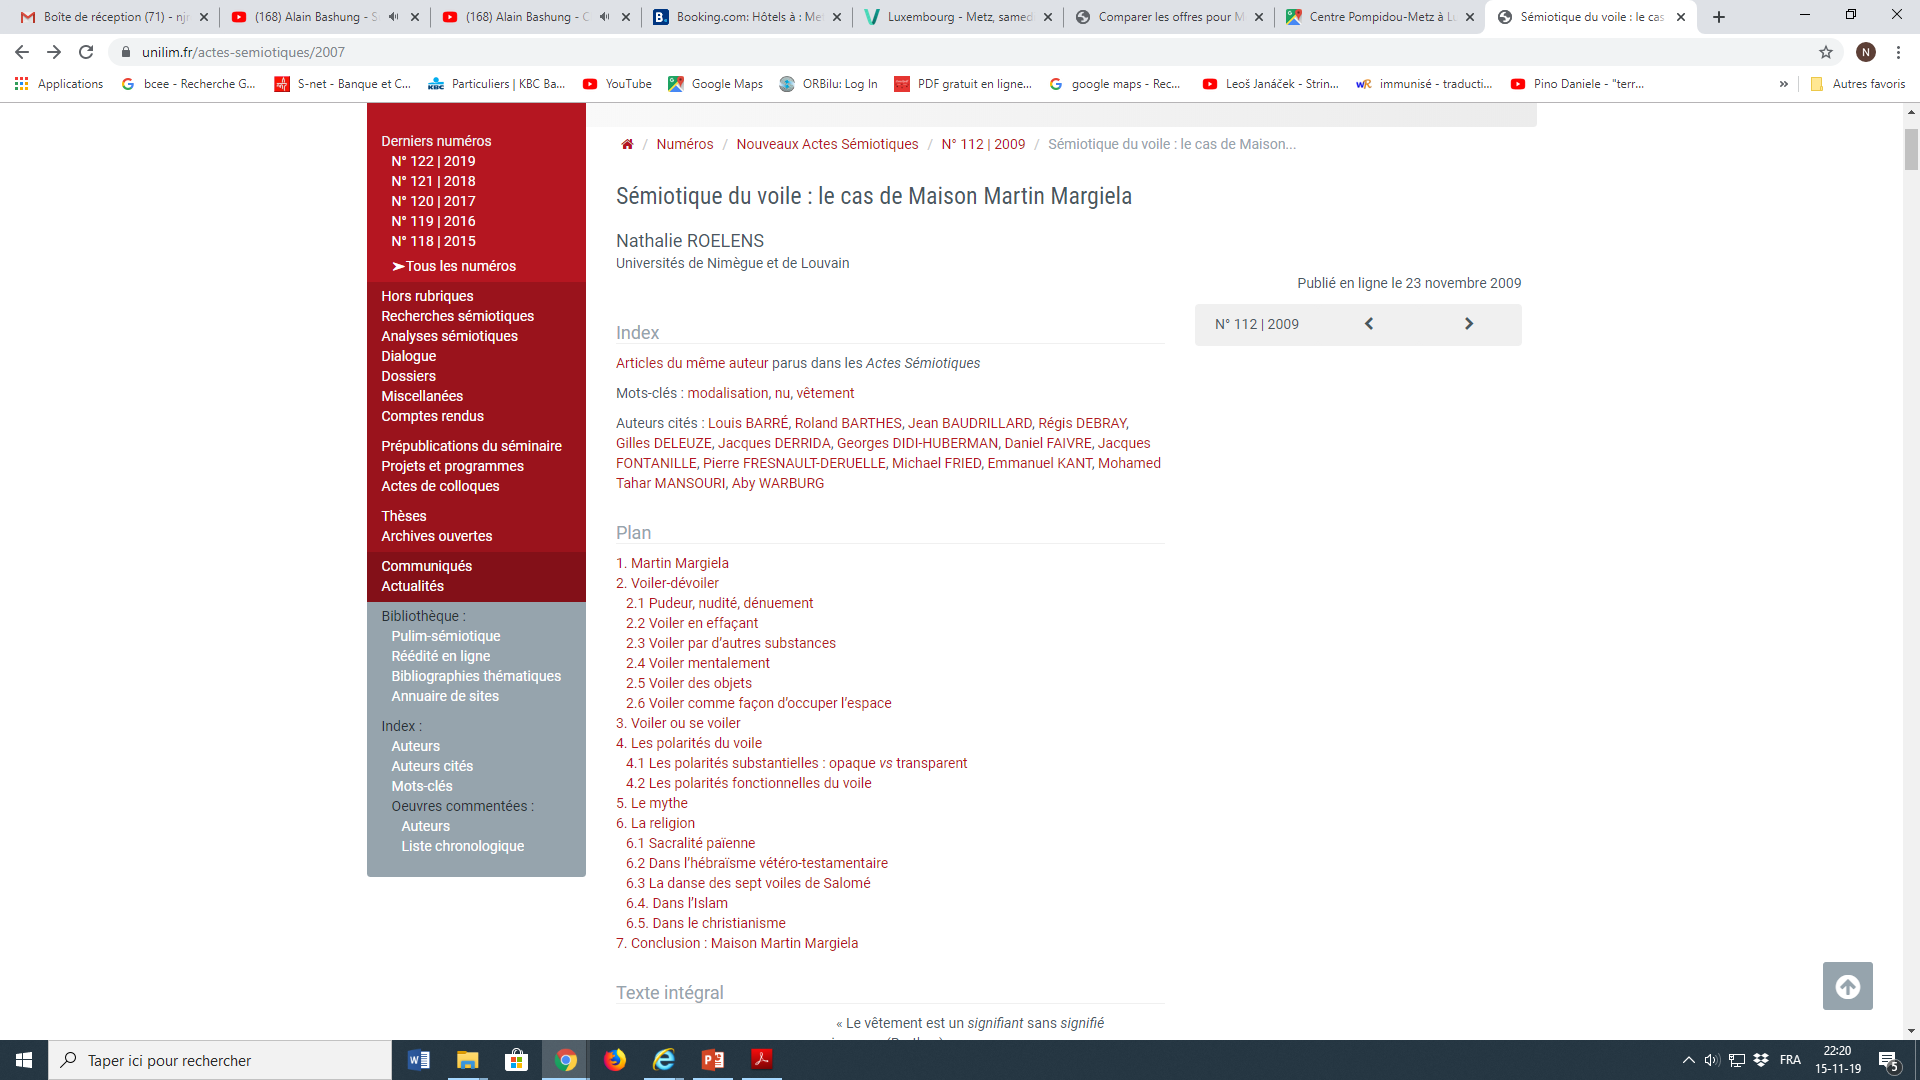 Boîte de réception (71) - njr
(168) Alain Bashung - S
(168) Alain Bashung - C
Booking.com: Hôtels à : Me
Luxembourg - Metz, samed
Comparer les offres pour M
Centre Pompidou-Metz à Lu
Sémiotique du voile : le cas
unilim.fr/actes-semiotiques/2007
N
Applications
bcee - Recherche G...
S-net - Banque et C...
Particuliers | KBC Ba...
YouTube
Google Maps
ORBilu: Log In
PDF gratuit en ligne...
google maps - Rec...
Leoš Janáček - Strin...
immunisé - traducti...
Pino Daniele - "terr...
»
Autres favoris
Derniers numéros
N° 122 | 2019
N° 121 | 2018
N° 120 | 2017
N° 119 | 2016
N° 118 | 2015
➢Tous les numéros
Hors rubriques
Recherches sémiotiques
Analyses sémiotiques
Dialogue
Dossiers
Miscellanées
Comptes rendus
Prépublications du séminaire
Projets et programmes
Actes de colloques
Thèses
Archives ouvertes
Communiqués
Actualités
Bibliothèque :
Pulim-sémiotique
Réédité en ligne
Bibliographies thématiques
Annuaire de sites
Index :
Auteurs
Auteurs cités
Mots-clés
Oeuvres commentées :
Auteurs
Liste chronologique
/ Numéros / Nouveaux Actes Sémiotiques / N° 112 | 2009 / Sémiotique du voile : le cas de Maison...
Sémiotique du voile : le cas de Maison Martin Margiela
Nathalie ROELENS
Universités de Nimègue et de Louvain
Publié en ligne le 23 novembre 2009
N° 112 | 2009
Index
Articles du même auteur parus dans les Actes Sémiotiques
Mots-clés : modalisation, nu, vêtement
Auteurs cités : Louis BARRÉ, Roland BARTHES, Jean BAUDRILLARD, Régis DEBRAY,
Gilles DELEUZE, Jacques DERRIDA, Georges DIDI-HUBERMAN, Daniel FAIVRE, Jacques
FONTANILLE, Pierre FRESNAULT-DERUELLE, Michael FRIED, Emmanuel KANT, Mohamed
Tahar MANSOURI, Aby WARBURG
Plan
1. Martin Margiela
2. Voiler-dévoiler
2.1 Pudeur, nudité, dénuement
2.2 Voiler en effaçant
2.3 Voiler par d'autres substances
2.4 Voiler mentalement
2.5 Voiler des objets
2.6 Voiler comme façon d'occuper l'espace
3. Voiler ou se voiler
4. Les polarités du voile
4.1 Les polarités substantielles : opaque vs transparent
4.2 Les polarités fonctionnelles du voile
5. Le mythe
6. La religion
6.1 Sacralité païenne
6.2 Dans l'hébraïsme vétéro-testamentaire
6.3 La danse des sept voiles de Salomé
6.4. Dans l'Islam
6.5. Dans le christianisme
7. Conclusion : Maison Martin Margiela
Texte intégral
« Le vêtement est un signifiant sans signifié
Taper ici pour rechercher
FRA
22:20
15-11-19
5